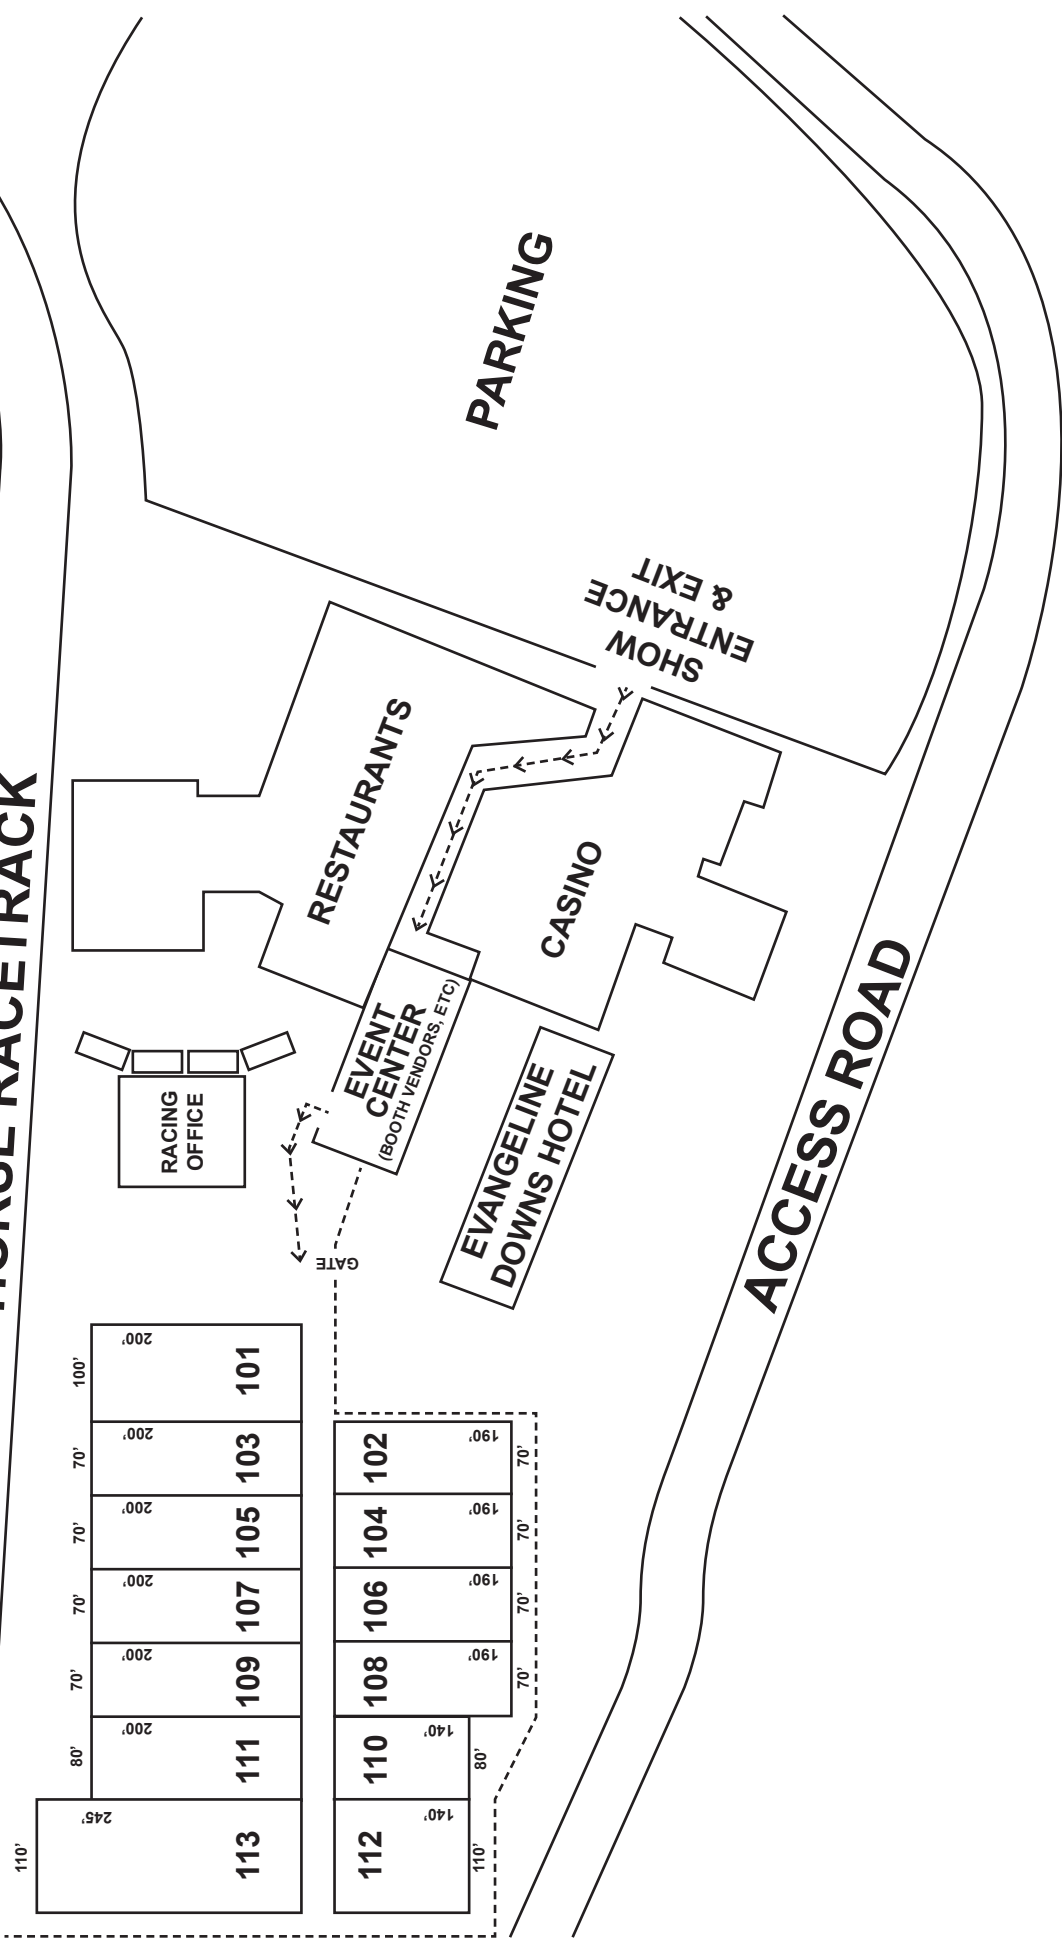 HORSE RACETRACK
PARKING
SHOW
ENTRANCE
& EXIT
RESTAURANTS
CASINO
EVENT
CENTER
(BOOTH VENDORS, ETC)
RACING
OFFICE
EVANGELINE
DOWNS HOTEL
ACCESS ROAD
GATE
100'
200'
101
70'
200'
103
70'
200'
105
70'
200'
107
70'
200'
109
80'
200'
111
110'
245'
113
102
190'
70'
104
190'
70'
106
190'
70'
108
190'
70'
110
140'
80'
112
140'
110'